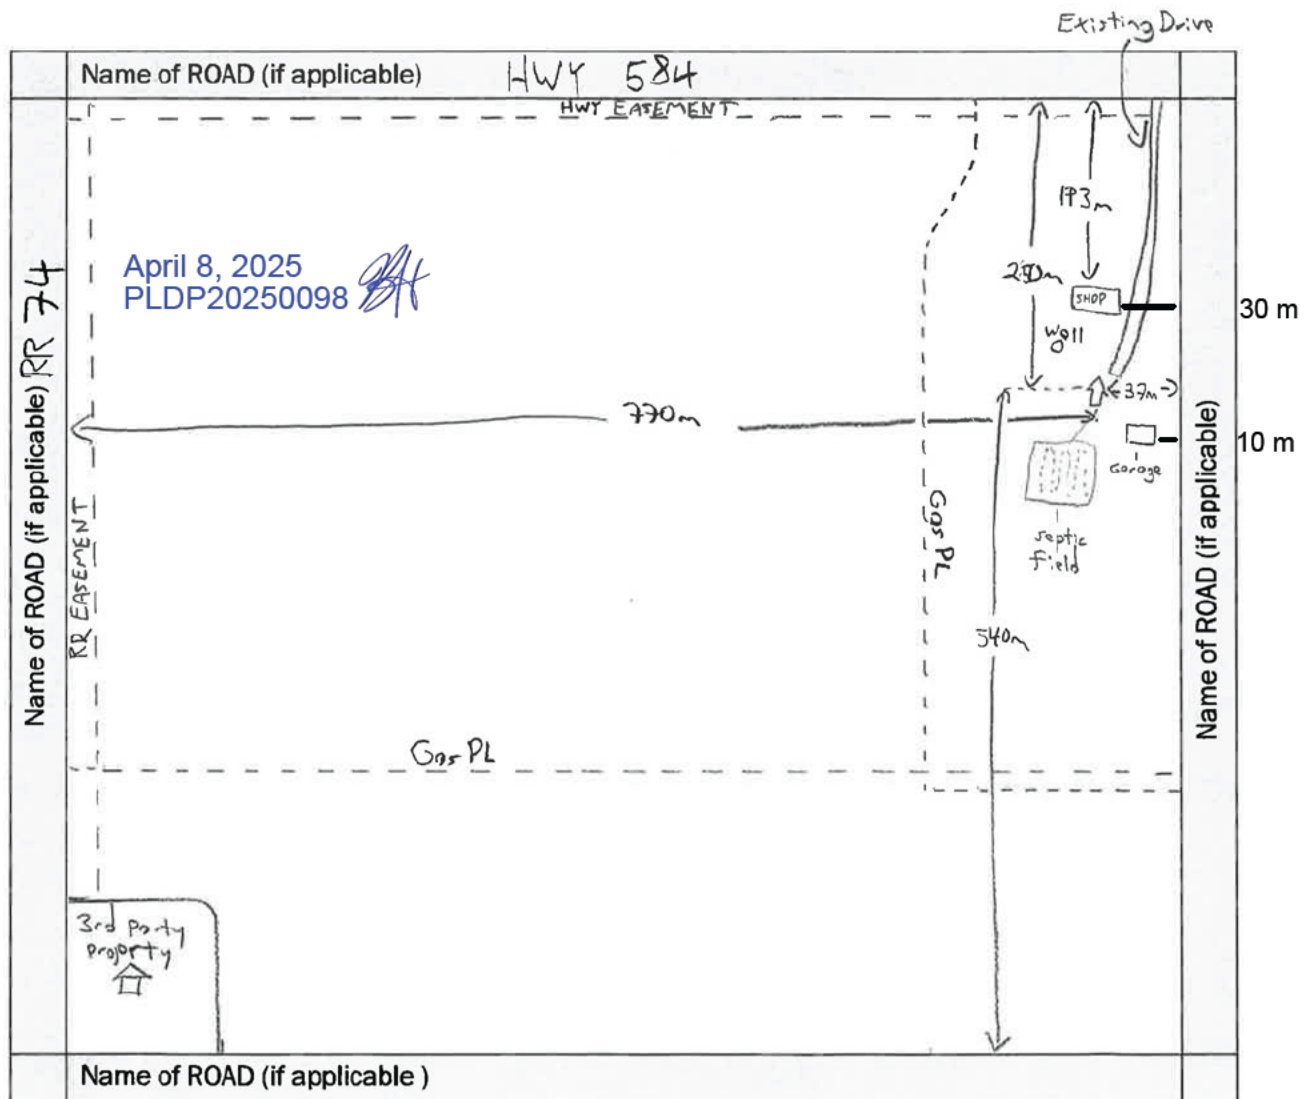 Existing Drive
Name of ROAD (if applicable) HWY 584
HWY EASEMENT
193m
April 8, 2025
PLDP20250098
250m
SHOP
30 m
Well
Name of ROAD (if applicable) RR 74
37m
770m
10 m
Garage
Gas PL
RR EASEMENT
Septic
Field
Name of ROAD (if applicable)
540m
Gas PL
3rd Party
Property
Name of ROAD (if applicable )